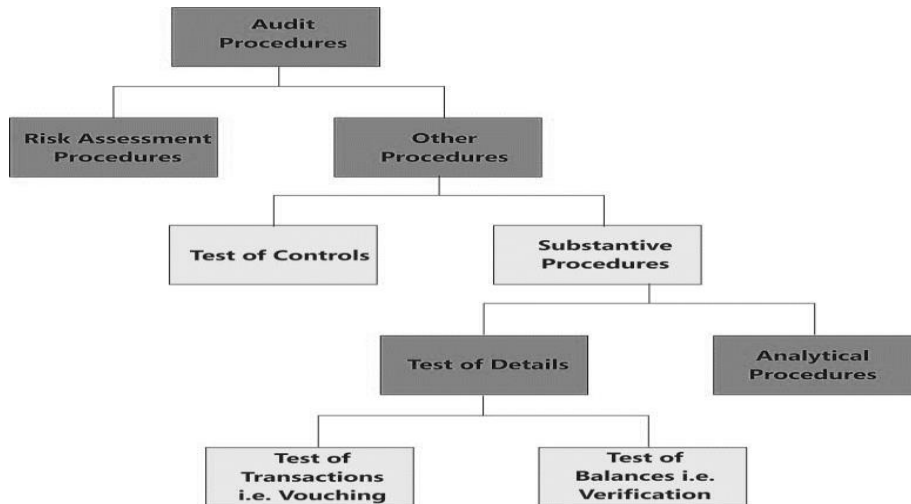 Audit
Procedures
Risk Assessment
Procedures
Other
Procedures
Test of Controls
Substantive
Procedures
Test of Details
Analytical
Procedures
Test of
Transactions
i.e. Vouching
Test of
Balances i.e.
Verification